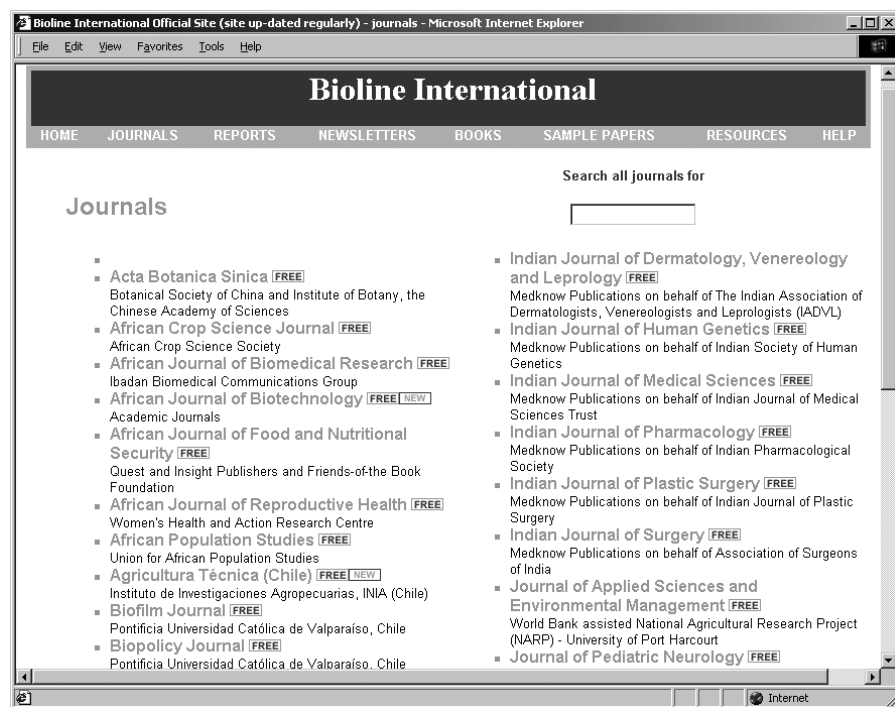 Bioline International Official Site (site up-dated regularly) - journals - Microsoft Internet Explorer
File Edit View Favorites Tools Help
Bioline International
HOME JOURNALS REPORTS NEWSLETTERS BOOKS SAMPLE PAPERS RESOURCES HELP
Search all journals for
Journals
Acta Botanica Sinica FREE
Botanical Society of China and Institute of Botany, the
Chinese Academy of Sciences
African Crop Science Journal FREE
African Crop Science Society
African Journal of Biomedical Research FREE
Ibadan Biomedical Communications Group
African Journal of Biotechnology FREE NEW
Academic Journals
African Journal of Food and Nutritional
Security FREE
Quest and Insight Publishers and Friends-of-the Book
Foundation
African Journal of Reproductive Health FREE
Women's Health and Action Research Centre
African Population Studies FREE
Union for African Population Studies
Agricultura Técnica (Chile) FREE NEW
Instituto de Investigaciones Agropecuarias, INIA (Chile)
Biofilm Journal FREE
Pontificia Universidad Católica de Valparaíso, Chile
Biopolicy Journal FREE
Pontificia Universidad Católica de Valparaíso, Chile
Indian Journal of Dermatology, Venereology
and Leprology FREE
Medknow Publications on behalf of The Indian Association of
Dermatologists, Venereologists and Leprologists (IADVL)
Indian Journal of Human Genetics FREE
Medknow Publications on behalf of Indian Society of Human
Genetics
Indian Journal of Medical Sciences FREE
Medknow Publications on behalf of Indian Journal of Medical
Sciences Trust
Indian Journal of Pharmacology FREE
Medknow Publications on behalf of Indian Pharmacological
Society
Indian Journal of Plastic Surgery FREE
Medknow Publications on behalf of Indian Journal of Plastic
Surgery
Indian Journal of Surgery FREE
Medknow Publications on behalf of Association of Surgeons
of India
Journal of Applied Sciences and
Environmental Management FREE
World Bank assisted National Agricultural Research Project
(NARP) - University of Port Harcourt
Journal of Pediatric Neurology FREE
Internet